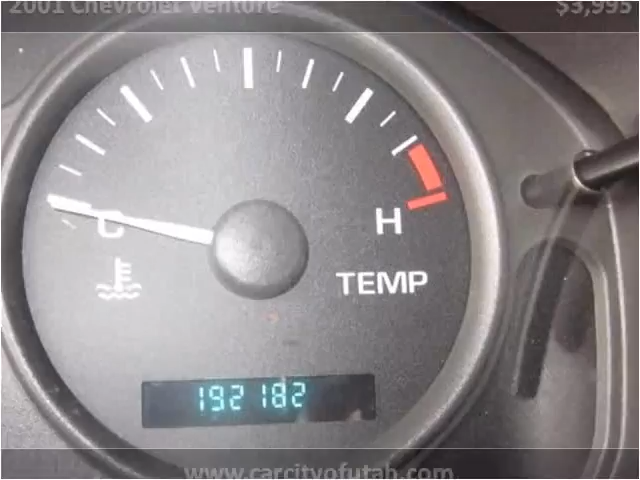 2001 Chevrolet Venture $3,995
C H
TEMP
192182
www.carcityofutah.com